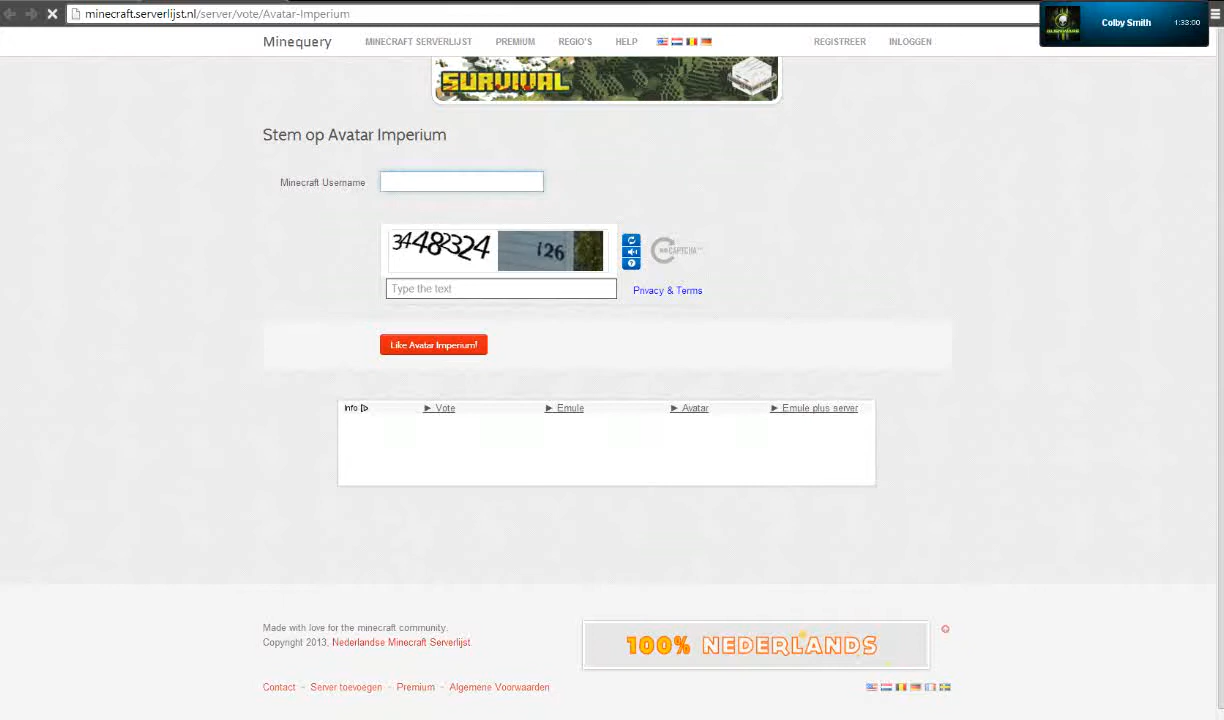 minecraft.serverlijst.nl/server/vote/Avatar-Imperium
Colby Smith 1:33:00
Minequery MINECRAFT SERVERLIJST PREMIUM REGIO'S HELP REGISTREER INLOGGEN
SURVIVAL
Stem op Avatar Imperium
Minecraft Username
34483324 126
Type the text
Privacy & Terms
Like Avatar Imperium!
Info ► Vote ► Emule ► Avatar ► Emule plus server
Made with love for the minecraft community.
Copyright 2013, Nederlandse Minecraft Serverlijst.
100% NEDERLANDS
Contact - Server toevoegen - Premium - Algemene Voorwaarden